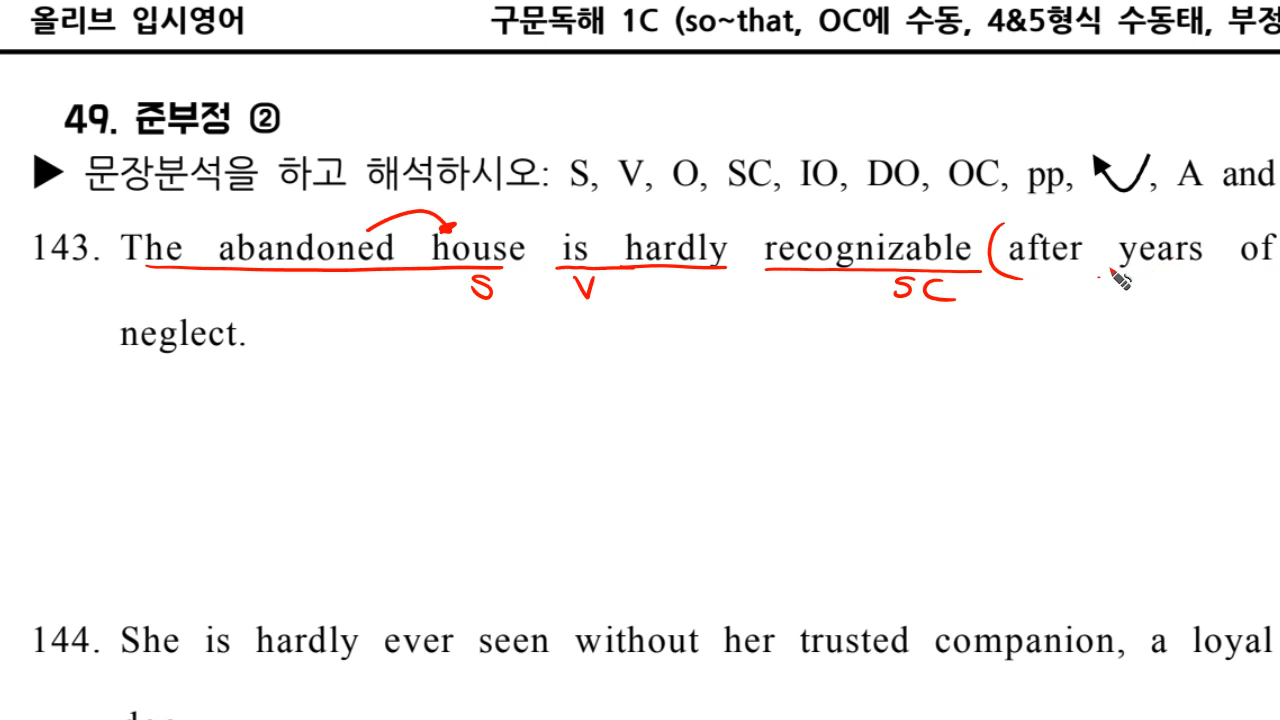 올리브 입시영어 구문독해 1C (so~that, OC에 수동, 4&5형식 수동태, 부정
49. 준부정 ②
▶ 문장분석을 하고 해석하시오: S, V, O, SC, IO, DO, OC, pp, , A and
143. The abandoned house is hardly recognizable (after years of
S V SC
neglect.
144. She is hardly ever seen without her trusted companion, a loyal